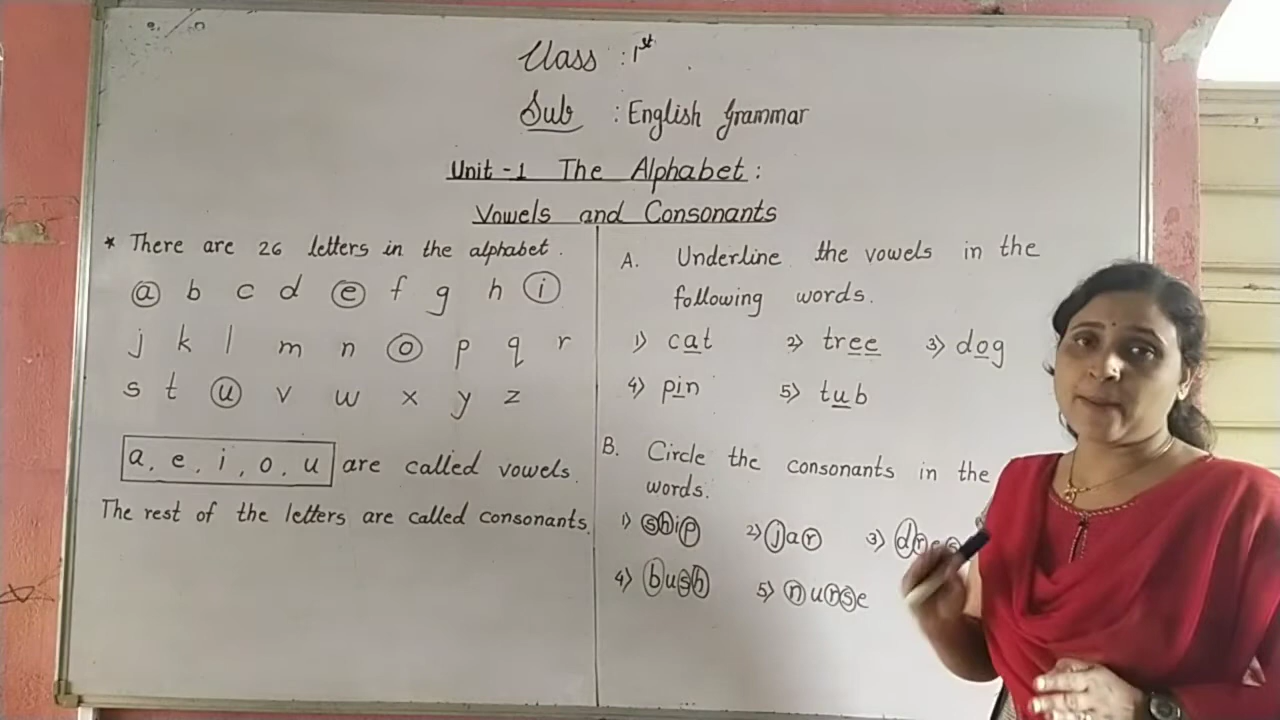 Class : 1st
Sub : English Grammar
Unit - 1 The Alphabet :
Vowels and Consonants
* There are 26 letters in the alphabet.
a b c d e f g h i
j k l m n o p q r
s t u v w x y z
a, e, i, o, u are called vowels.
The rest of the letters are called consonants.
A. Underline the vowels in the
following words.
1) cat 2) tree 3) dog
4) pin 5) tub
B. Circle the consonants in the
words.
1) ship 2) jar 3)
4) bush 5) nurse